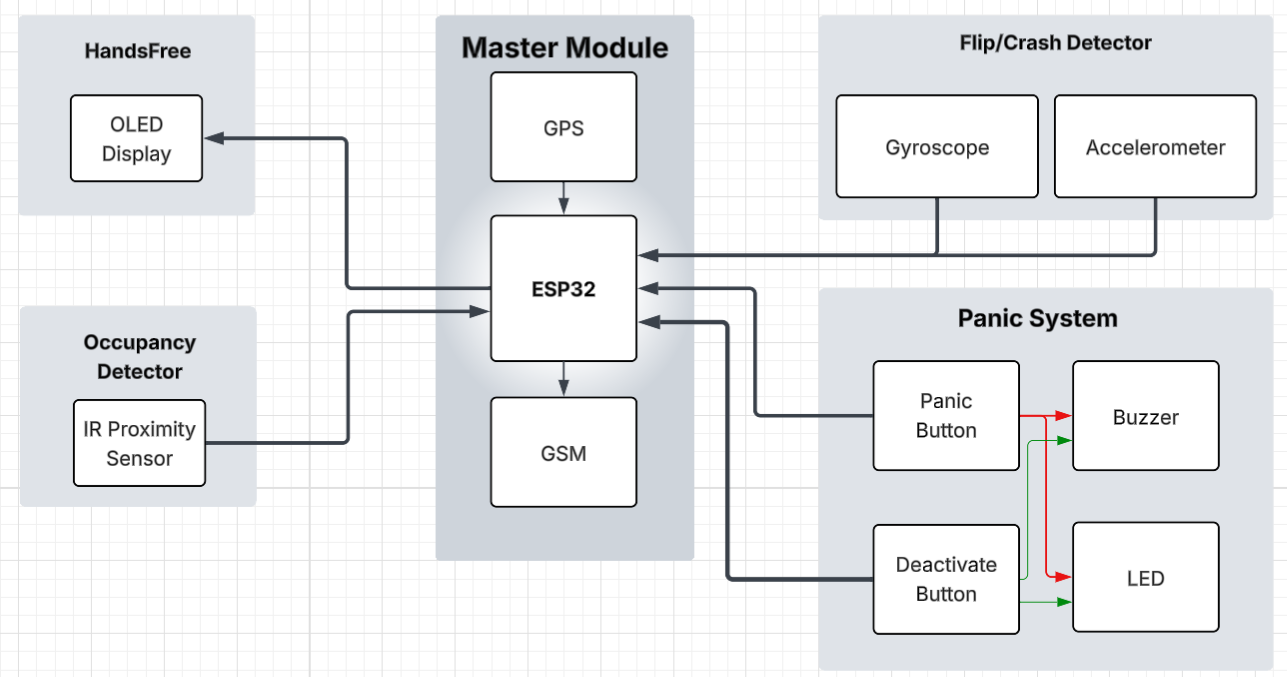 HandsFree
OLED
Display
Occupancy
Detector
IR Proximity
Sensor
Master Module
GPS
ESP32
GSM
Flip/Crash Detector
Gyroscope
Accelerometer
Panic System
Panic
Button
Buzzer
Deactivate
Button
LED